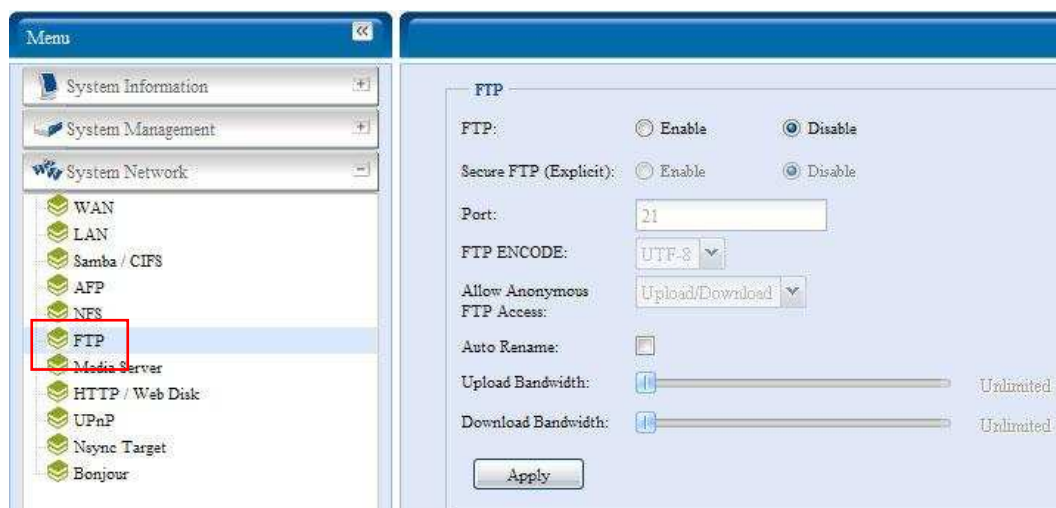 Menu
System Information
System Management
System Network
WAN
LAN
Samba / CIFS
AFP
NFS
FTP
Media Server
HTTP / Web Disk
UPnP
Nsync Target
Bonjour
FTP
FTP: Enable Disable
Secure FTP (Explicit): Enable Disable
Port: 21
FTP ENCODE: UTF-8
Allow Anonymous
FTP Access: Upload/Download
Auto Rename:
Upload Bandwidth: Unlimited
Download Bandwidth: Unlimited
Apply